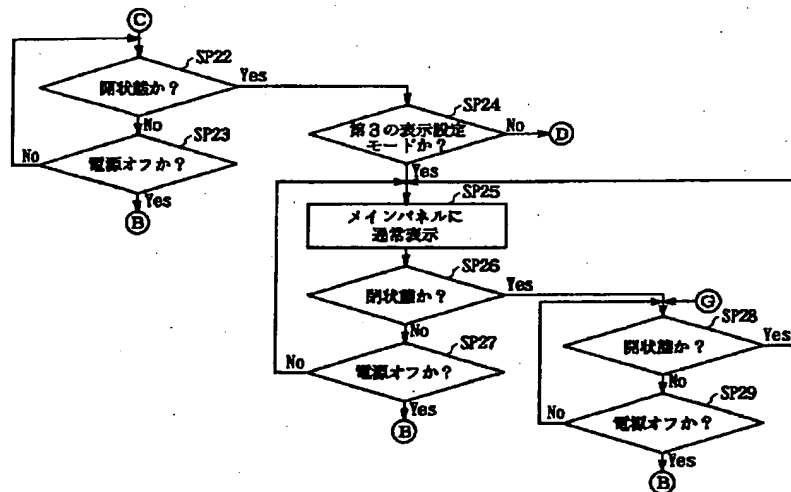 C
SP22
開状態か?
Yes
No
SP23
電源オフか?
No
Yes
B
SP24
第3の表示設定
モードか?
No
D
Yes
SP25
メインパネルに
通常表示
SP26
閉状態か?
Yes
No
SP27
電源オフか?
No
Yes
B
G
SP28
開状態か?
Yes
No
SP29
電源オフか?
No
Yes
B